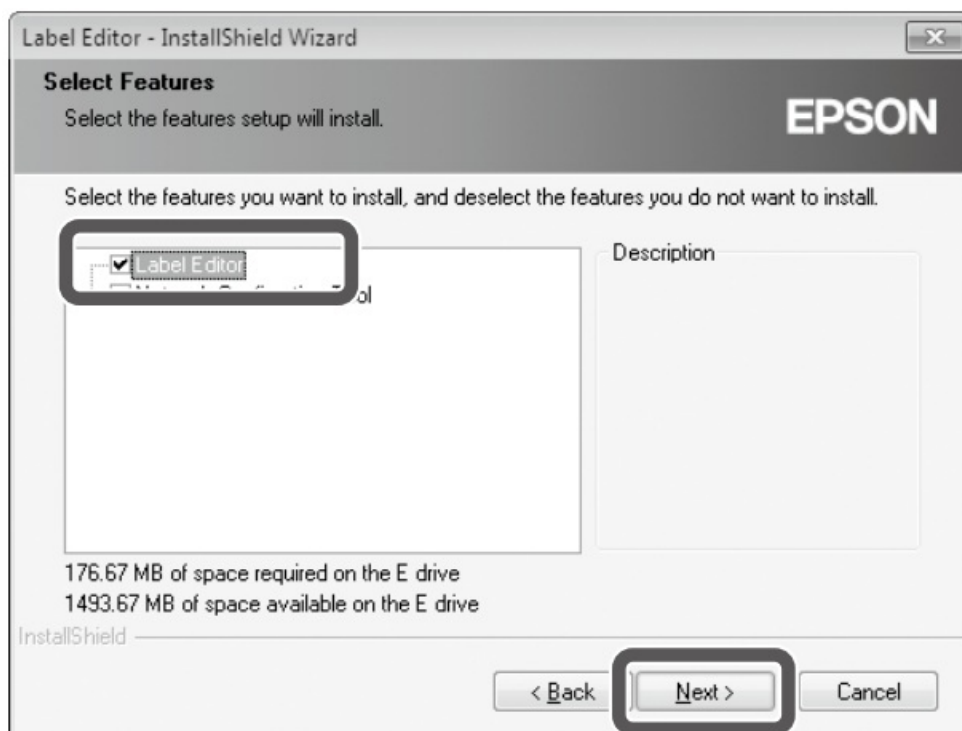 Label Editor - InstallShield Wizard
Select Features
Select the features setup will install.
EPSON
Select the features you want to install, and deselect the features you do not want to install.
Label Editor
Description
176.67 MB of space required on the E drive
1493.67 MB of space available on the E drive
InstallShield
< Back
Next >
Cancel